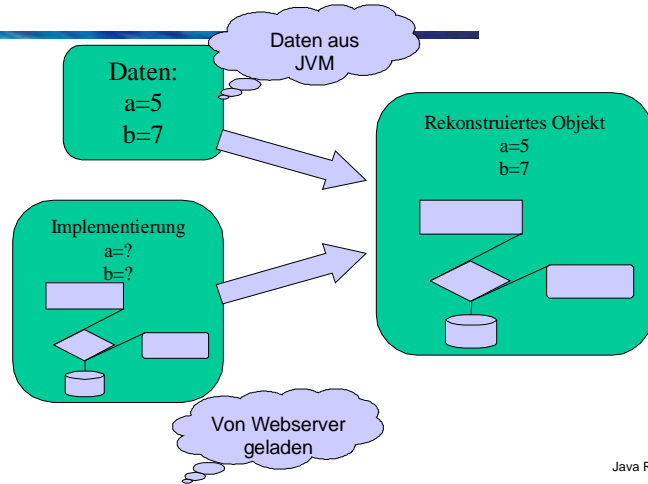 Daten aus
JVM
Daten:
a=5
b=7
Rekonstruiertes Objekt
a=5
b=7
Implementierung
a=?
b=?
Von Webserver
geladen
Java R